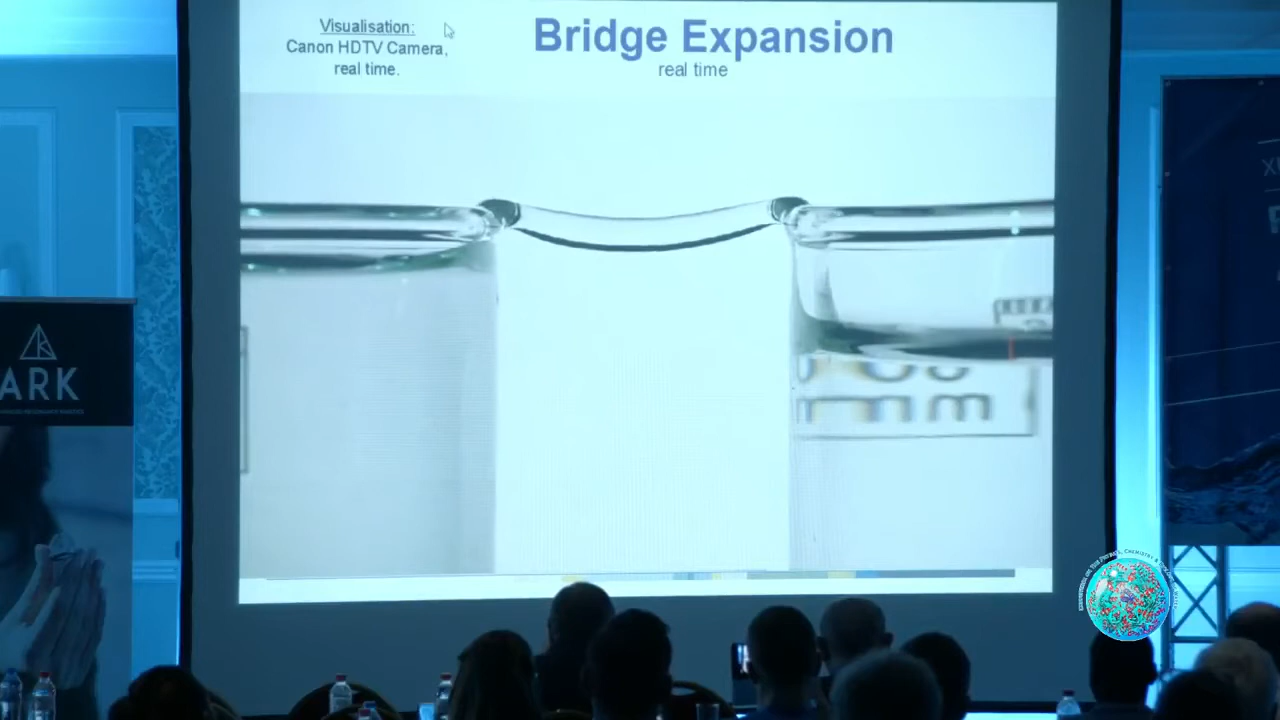 Visualisation:
Canon HDTV Camera,
real time.
Bridge Expansion
real time
ARK
mm